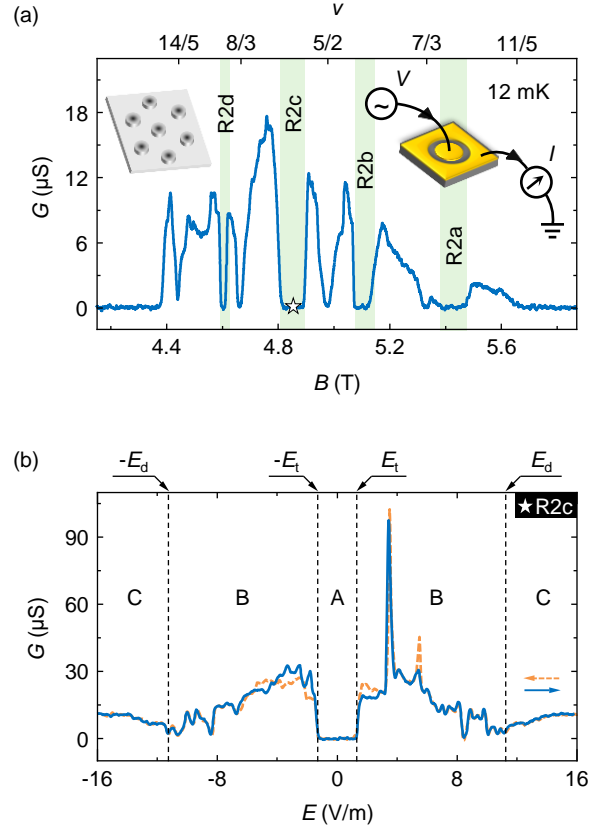 (a)
ν
14/5 8/3 5/2 7/3 11/5
R2d R2c R2b R2a
V
12 mK
I
~
G (μS)
18
12
6
0
4.4 4.8 5.2 5.6
B (T)
(b)
-Ed -Et Et Ed
★R2c
C B A B C
G (μS)
90
60
30
0
-16 -8 0 8 16
E (V/m)